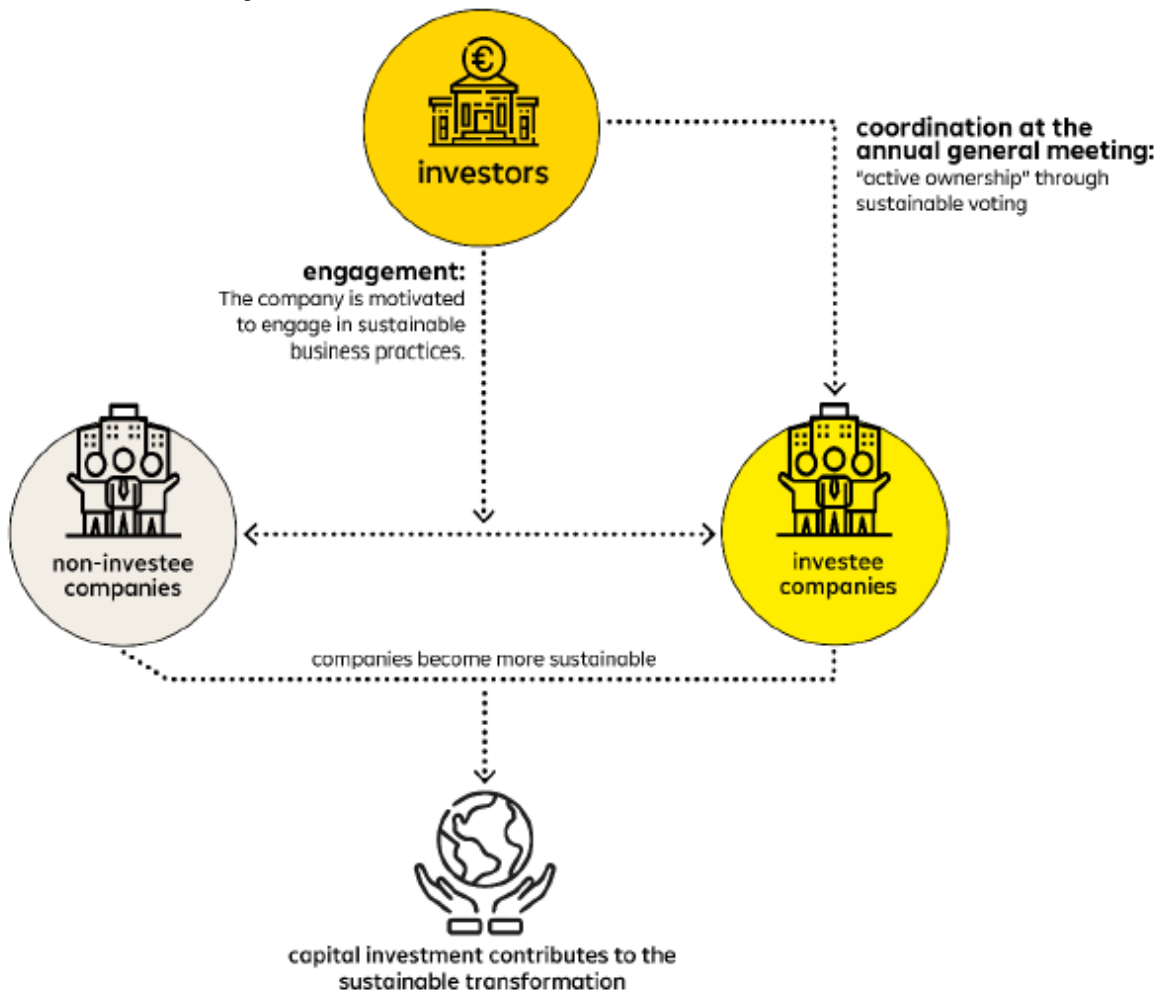 €
investors
coordination at the
annual general meeting:
"active ownership" through
sustainable voting
engagement:
The company is motivated
to engage in sustainable
business practices.
non-investee
companies
investee
companies
companies become more sustainable
capital investment contributes to the
sustainable transformation